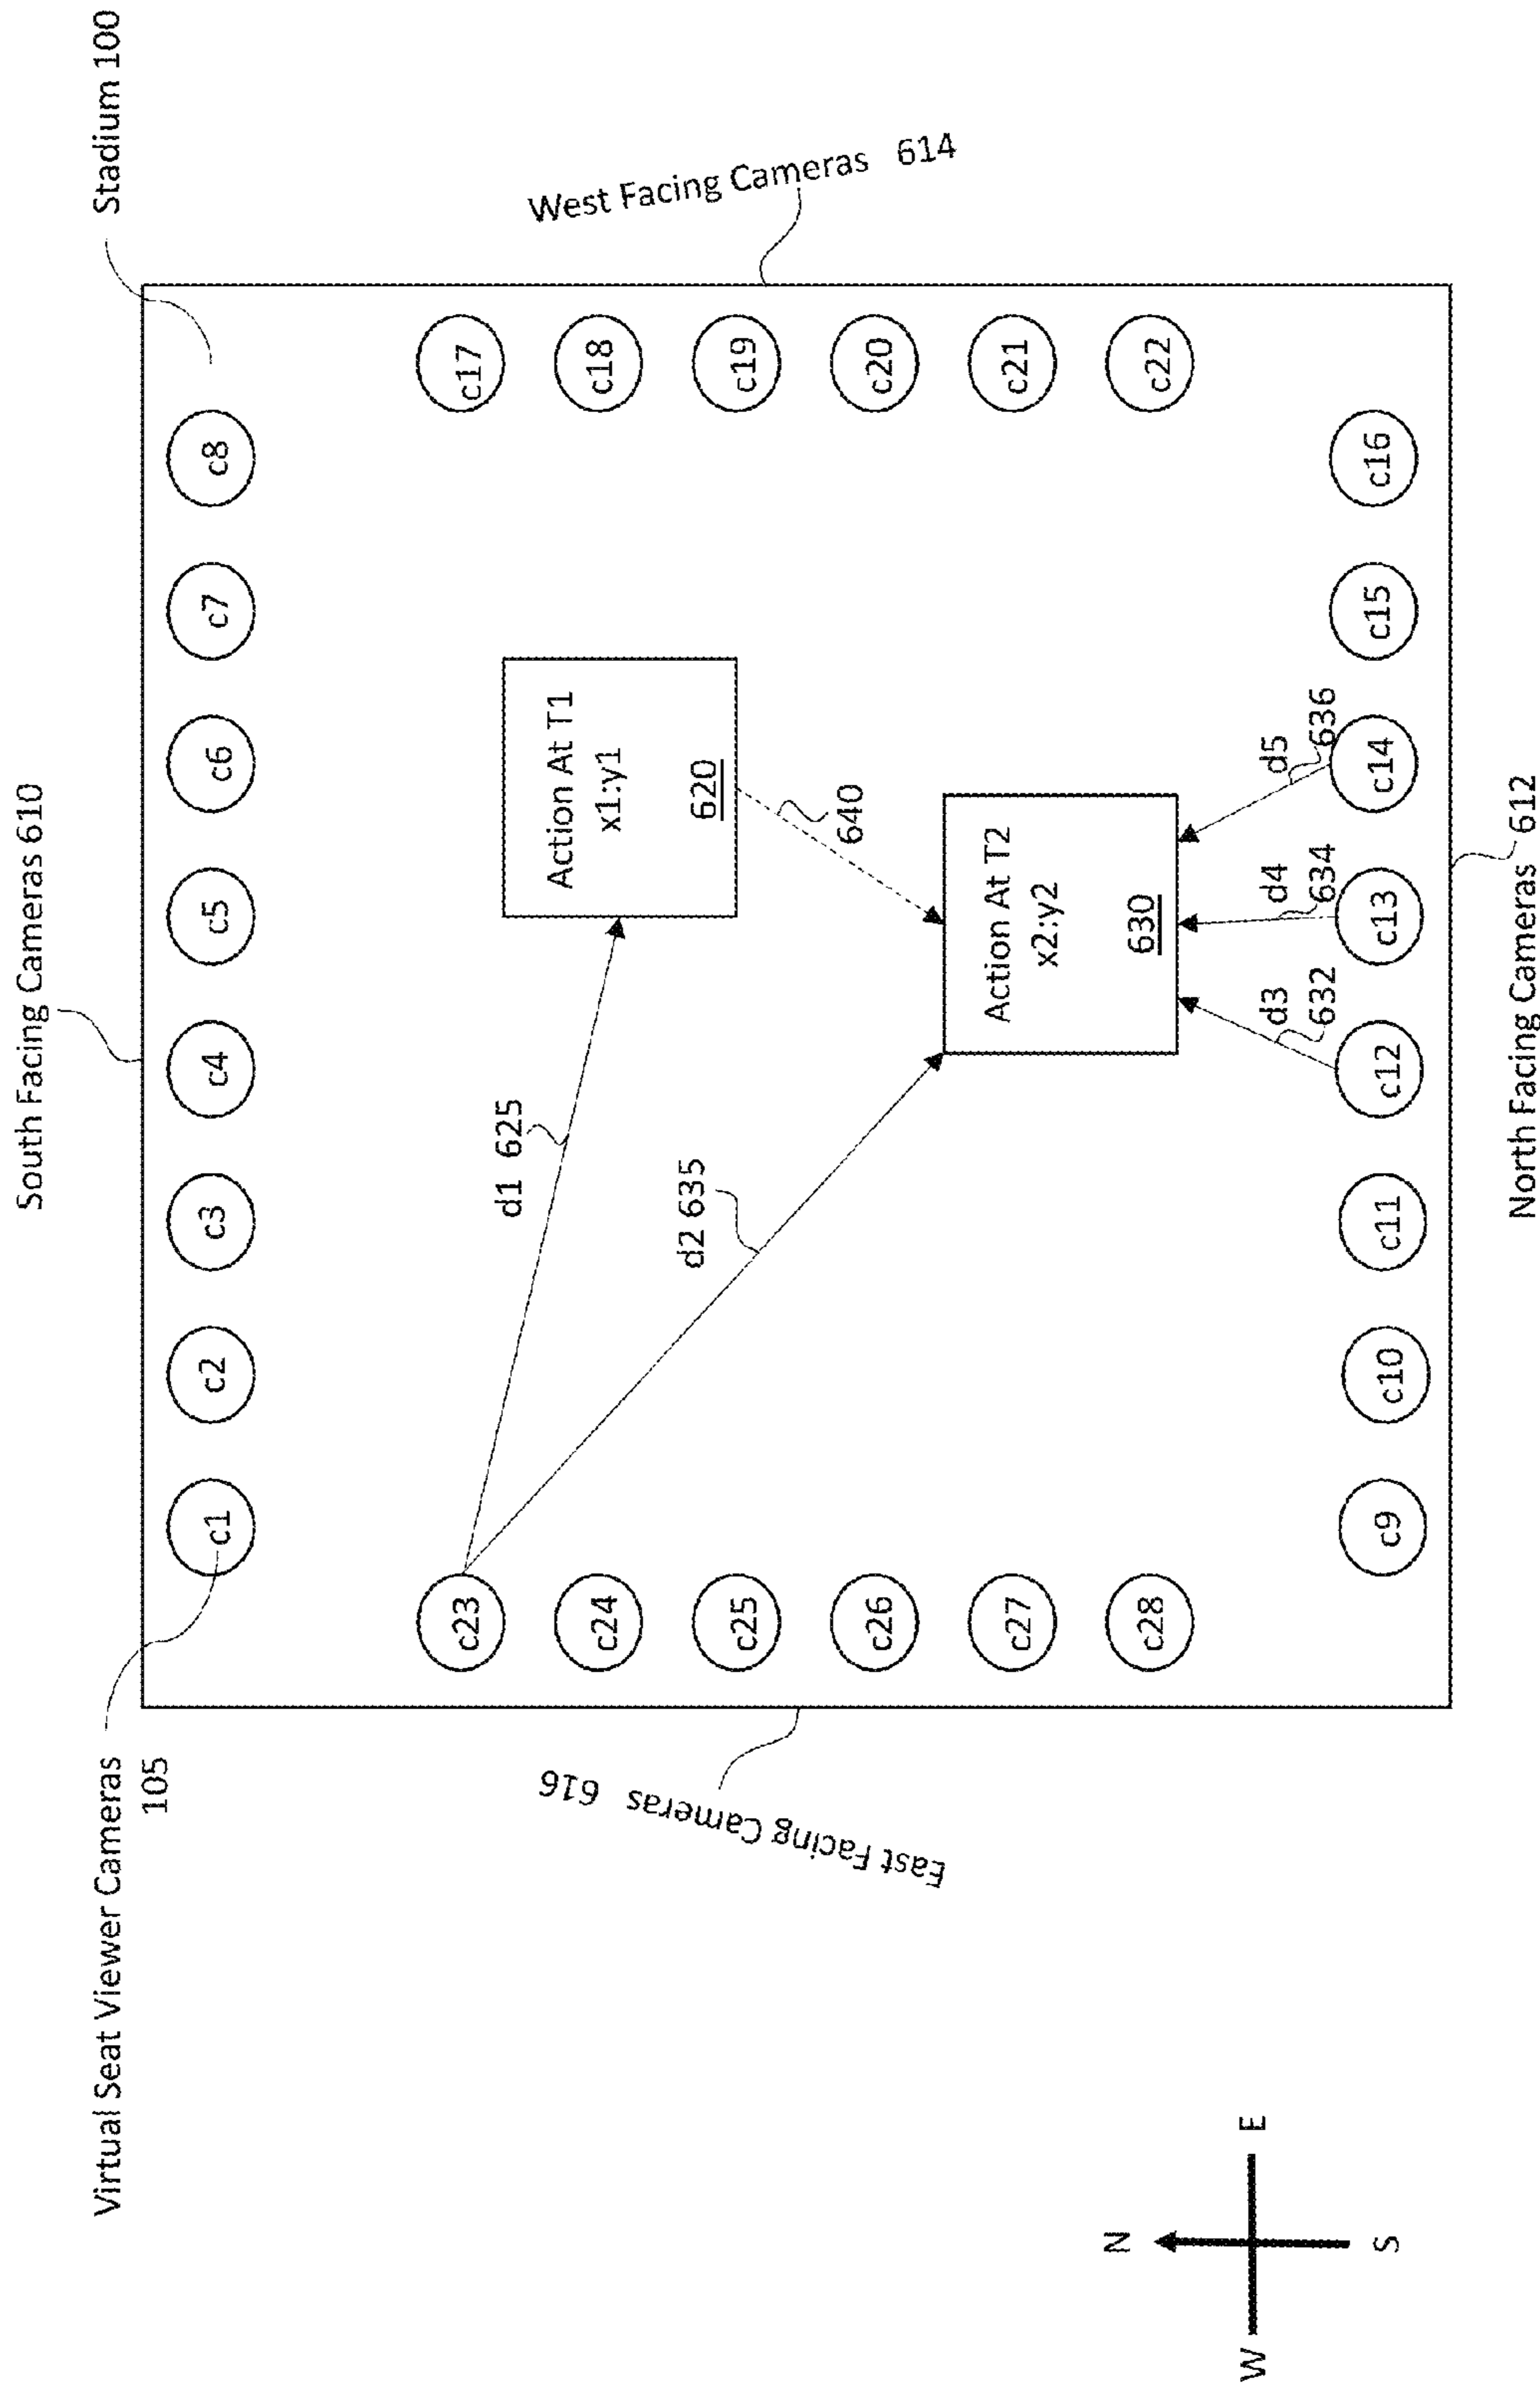 South Facing Cameras 610
Virtual Seat Viewer Cameras
105
Stadium 100
c1
c2
c3
c4
c5
c6
c7
c8
c23
c24
c25
c26
c27
c28
c17
c18
c19
c20
c21
c22
East Facing Cameras 616
West Facing Cameras 614
d1 625
d2 635
Action At T1
x1:y1
620
640
Action At T2
x2:y2
630
d3
632
d4
634
d5
636
c9
c10
c11
c12
c13
c14
c15
c16
North Facing Cameras 612
N
W
E
S